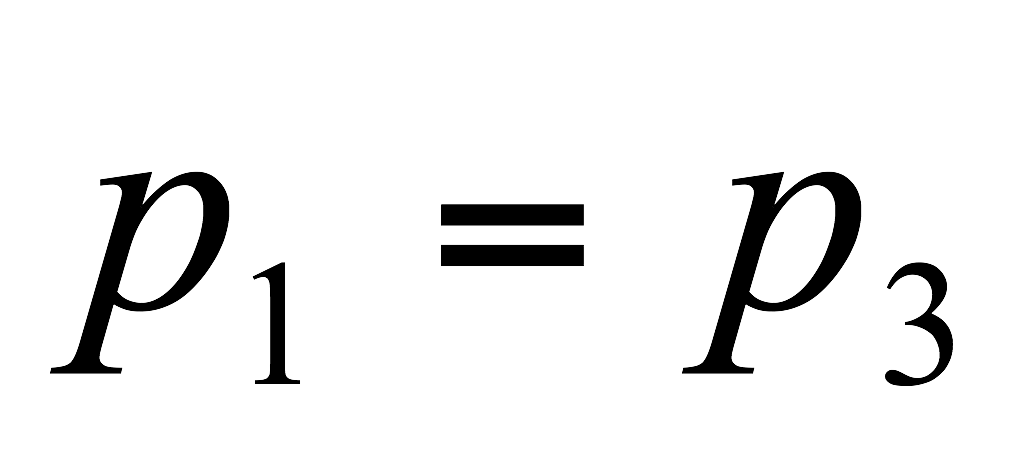 p₁ = p₃